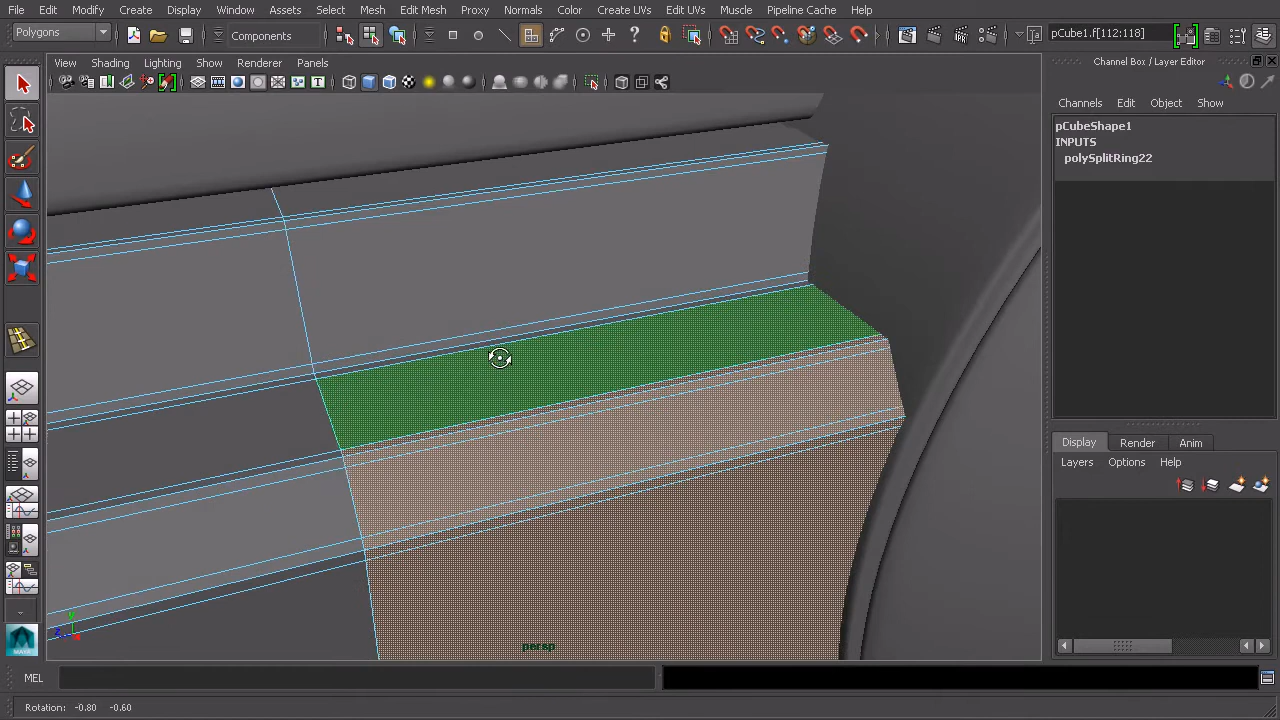 File Edit Modify Create Display Window Assets Select Mesh Edit Mesh Proxy Normals Color Create UVs Edit UVs Muscle Pipeline Cache Help
Polygons Components pCube1.f[112:118]
View Shading Lighting Show Renderer Panels
Channel Box / Layer Editor
Channels Edit Object Show
pCubeShape1
INPUTS
polySplitRing22
Display Render Anim
Layers Options Help
persp
MEL
Rotation: -0.80 -0.60